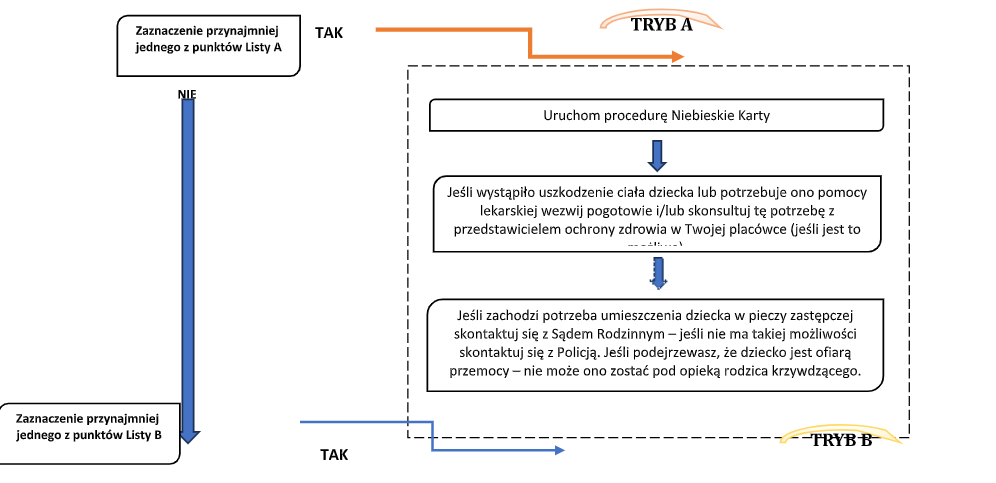 Zaznaczenie przynajmniej
jednego z punktów Listy A
TAK
TRYB A
NIE
Uruchom procedurę Niebieskie Karty
Jeśli wystąpiło uszkodzenie ciała dziecka lub potrzebuje ono pomocy
lekarskiej wezwij pogotowie i/lub skonsultuj tę potrzebę z
przedstawicielem ochrony zdrowia w Twojej placówce (jeśli jest to
Jeśli zachodzi potrzeba umieszczenia dziecka w pieczy zastępczej
skontaktuj się z Sądem Rodzinnym – jeśli nie ma takiej możliwości
skontaktuj się z Policją. Jeśli podejrzewasz, że dziecko jest ofiarą
przemocy – nie może ono zostać pod opieką rodzica krzywdzącego.
Zaznaczenie przynajmniej
jednego z punktów Listy B
TAK
TRYB B